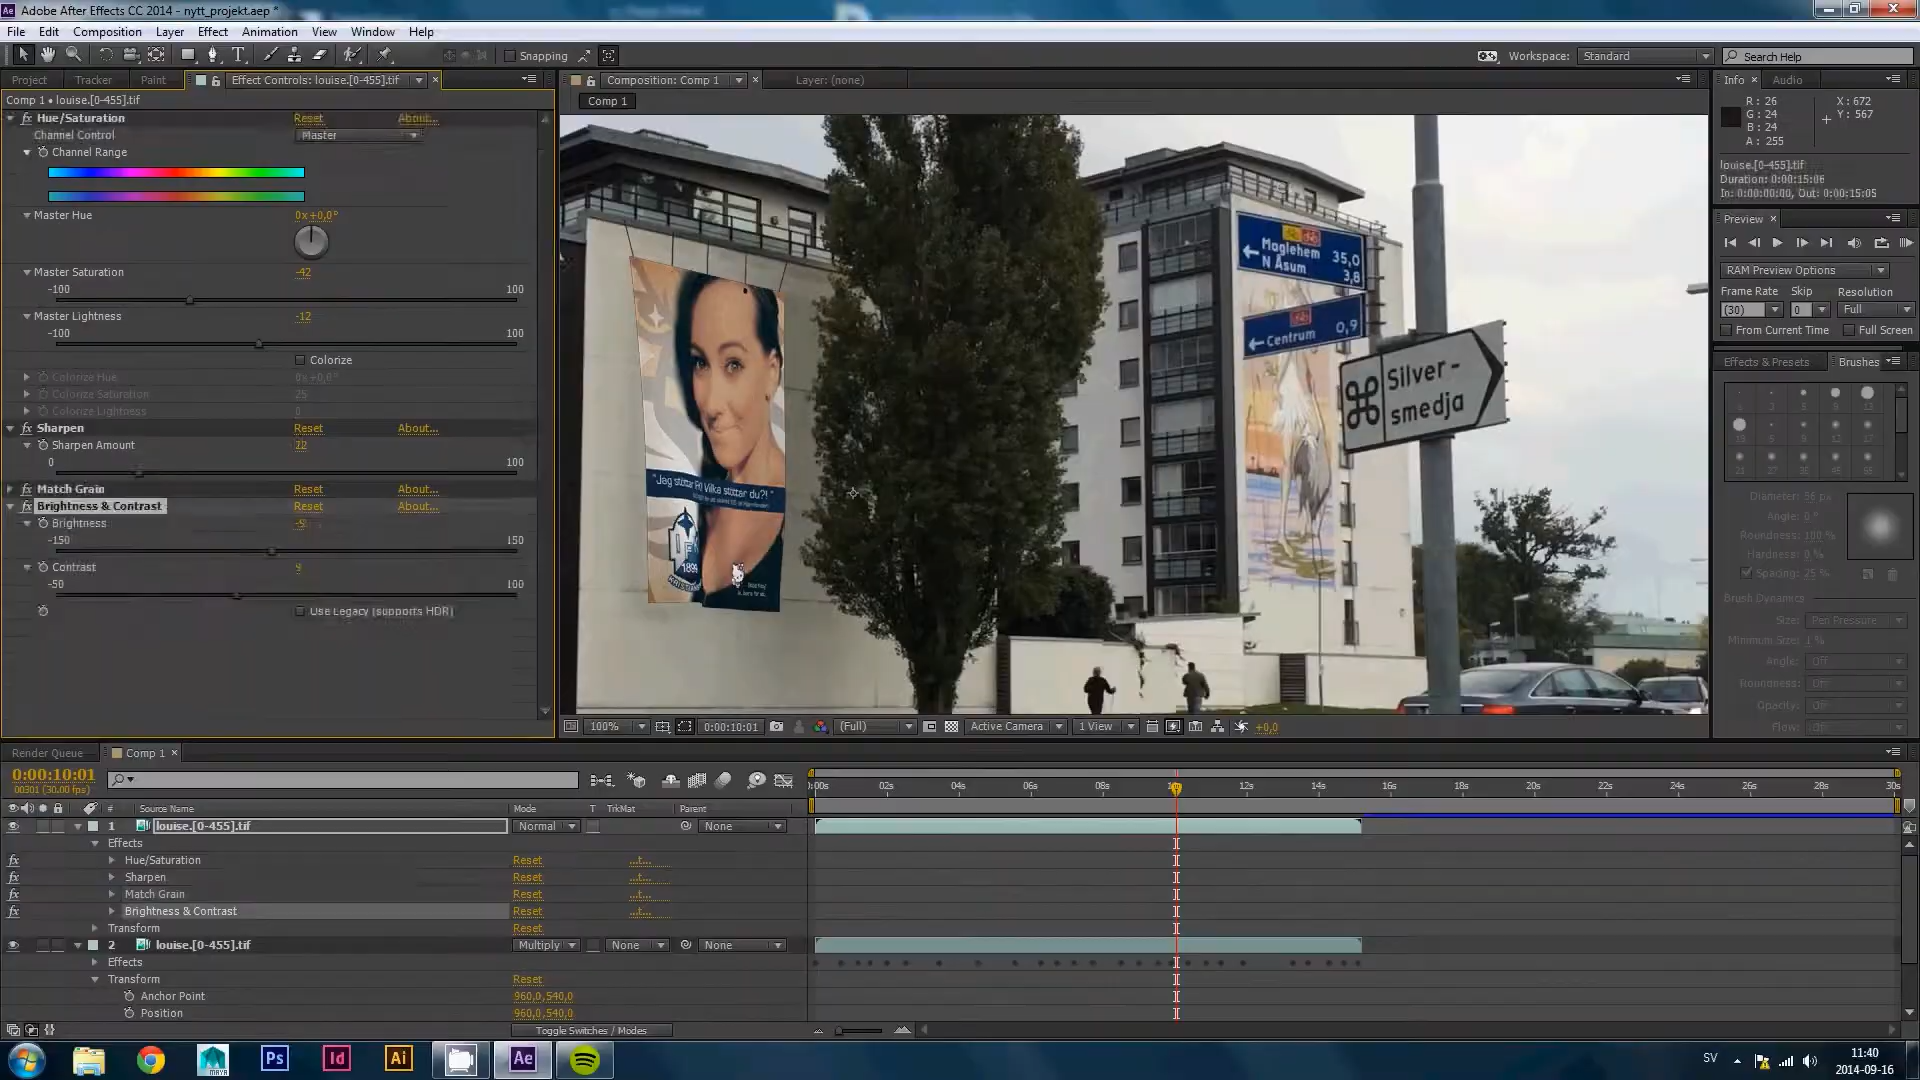 Adobe After Effects CC 2014 - nytt_projekt.aep *
File Edit Composition Layer Effect Animation View Window Help
Snapping
Workspace: Standard
Search Help
Project Tracker Paint Effect Controls: louise.[0-455].tif
Composition: Comp 1 Layer: (none)
Info Audio
Comp 1 • louise.[0-455].tif
Comp 1
Hue/Saturation Reset About...
Channel Control Master
Channel Range
Master Hue 0x+0,0°
Master Saturation -42
-100 100
Master Lightness -12
-100 100
Colorize
Colorize Hue 0x+0,0°
Colorize Saturation 25
Colorize Lightness 0
Sharpen Reset About...
Sharpen Amount
0 100
Match Grain Reset About...
Brightness & Contrast Reset About...
Brightness -9
-150 150
Contrast 9
-50 100
Use Legacy (supports HDR)
Maglehem 35,0
N Åsum 3,8
Centrum 0,9
Silver-
smedja
"Jag stöttar Vilka stöttar du?!"
1899
R: 26
G: 24
B: 24
A: 255
X: 672
Y: 567
louise.[0-455].tif
Duration: 0:00:15:06
In: 0:00:00:00, Out: 0:00:15:05
Preview
RAM Preview Options
Frame Rate Skip Resolution
(30) 0 Full
From Current Time Full Screen
Effects & Presets Brushes
Diameter: 56 px
Angle: 0°
Roundness: 100 %
Hardness: 0 %
Spacing: 25 %
Brush Dynamics
Size: Pen Pressure
Minimum Size: 1 %
Angle: Off
Roundness: Off
Opacity: Off
Flow: Off
100% 0:00:10:01 (Full) Active Camera 1 View +0,0
Render Queue Comp 1
0:00:10:01
00301 (30.00 fps)
# Source Name Mode T TrkMat Parent
02s 04s 06s 08s 12s 14s 16s 18s 20s 22s 24s 26s 28s 30s
1 louise.[0-455].tif Normal None
Effects
Hue/Saturation Reset ...t...
Sharpen Reset ...t...
Match Grain Reset ...t...
Brightness & Contrast Reset ...t...
Transform Reset
2 louise.[0-455].tif Multiply None None
Effects
Transform Reset
Anchor Point 960,0,540,0
Position 960,0,540,0
Toggle Switches / Modes
MAYA Ps Id Ai Ae
SV
11:40
2014-09-16